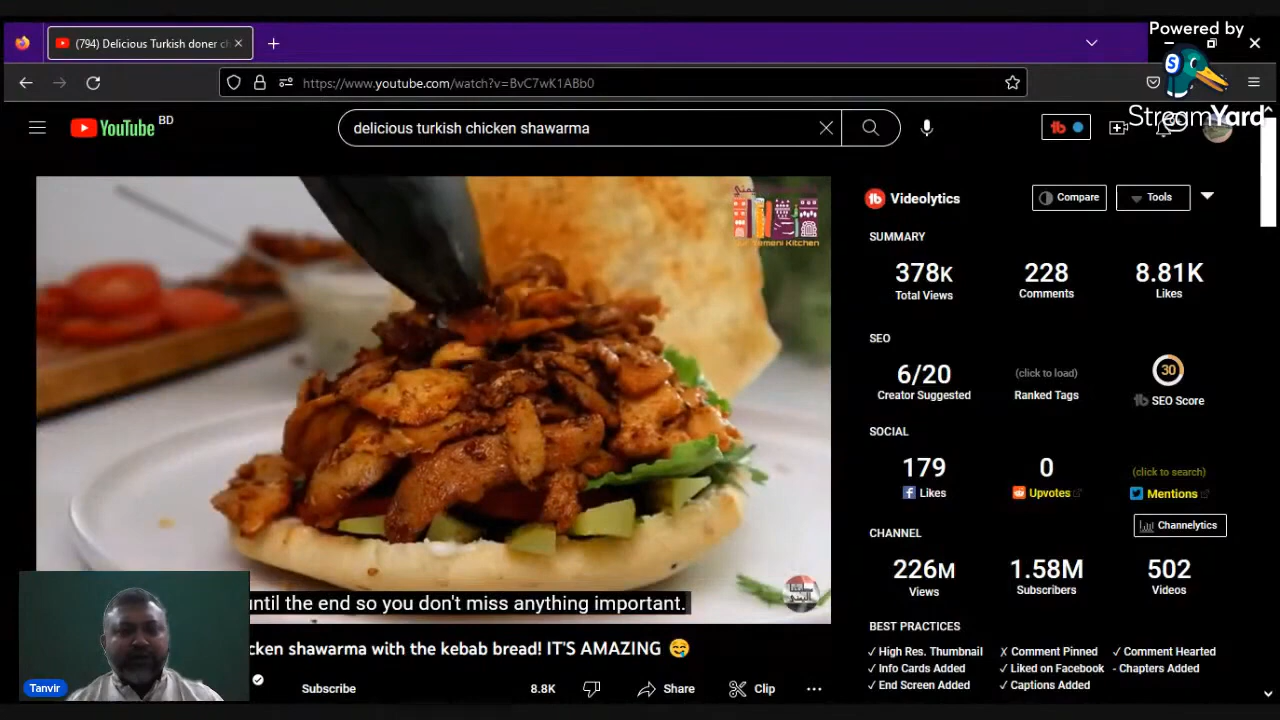 Powered by
StreamYard
(794) Delicious Turkish doner ch
https://www.youtube.com/watch?v=BvC7wK1ABb0
YouTube BD
delicious turkish chicken shawarma
Yemeni Kitchen
until the end so you don't miss anything important.
cken shawarma with the kebab bread! IT'S AMAZING
Subscribe
8.8K
Share
Clip
Tanvir
Videolytics
Compare
Tools
SUMMARY
378K 228 8.81K
Total Views Comments Likes
SEO
6/20 (click to load) 30
Creator Suggested Ranked Tags SEO Score
SOCIAL
179 0 (click to search)
Likes Upvotes Mentions
CHANNEL
Channelytics
226M 1.58M 502
Views Subscribers Videos
BEST PRACTICES
✓ High Res. Thumbnail ✗ Comment Pinned ✓ Comment Hearted
✓ Info Cards Added ✓ Liked on Facebook - Chapters Added
✓ End Screen Added ✓ Captions Added